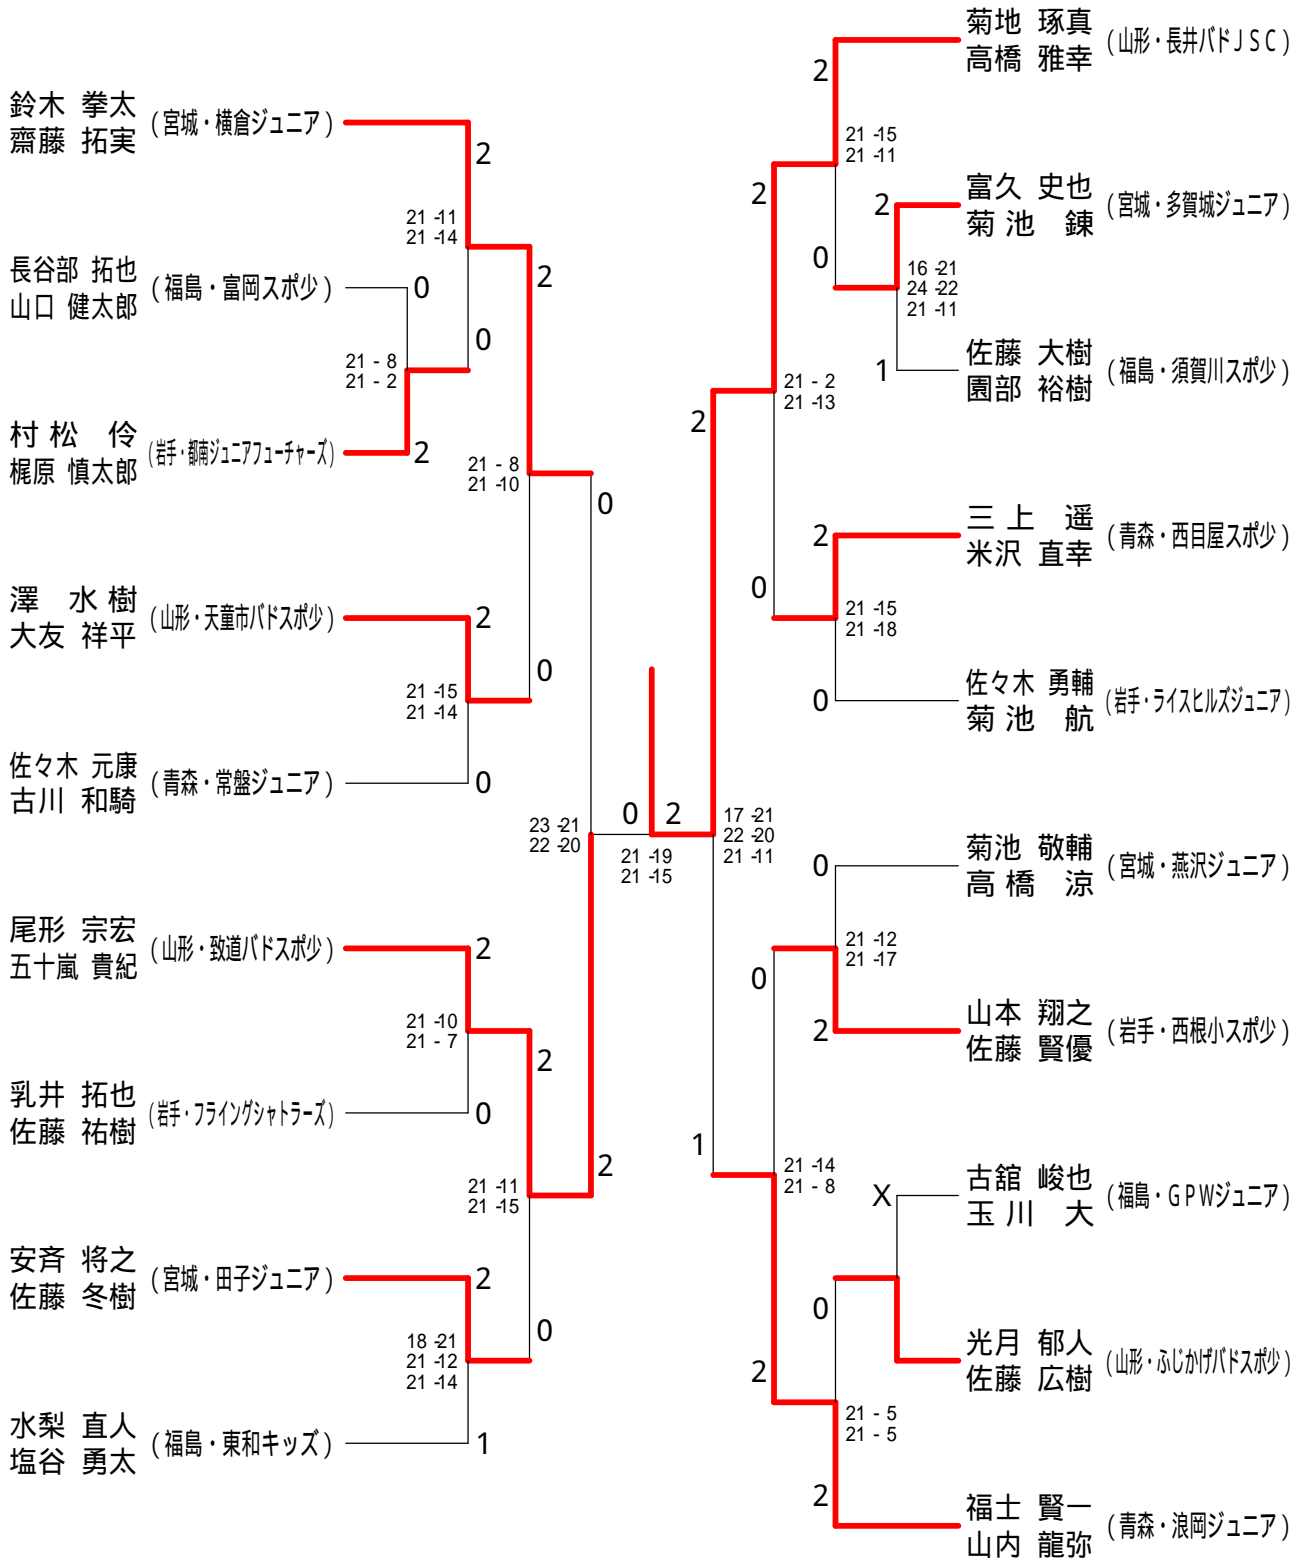 鈴木 拳太
齋藤 拓実
(宮城・横倉ジュニア)
2
21 -11
21 -14
長谷部 拓也
山口 健太郎
(福島・富岡スポ少)
0
2
0
21 - 8
21 - 2
村松 伶
梶原 慎太郎
(岩手・都南ジュニアフューチャーズ)
2
21 - 8
21 -10
0
澤 水樹
大友 祥平
(山形・天童市バドスポ少)
2
0
21 -15
21 -14
佐々木 元康
古川 和騎
(青森・常盤ジュニア)
0
23 -21
22 -20
尾形 宗宏
五十嵐 貴紀
(山形・致道バドスポ少)
2
21 -10
21 - 7
2
乳井 拓也
佐藤 祐樹
(岩手・フライングシャトラーズ)
0
2
21 -11
21 -15
安斉 将之
佐藤 冬樹
(宮城・田子ジュニア)
2
0
18 -21
21 -12
21 -14
水梨 直人
塩谷 勇太
(福島・東和キッズ)
1
0 2
21 -19
21 -15
菊地 琢真
高橋 雅幸
(山形・長井バドJSC)
2
21 -15
21 -11
2
富久 史也
菊池 錬
(宮城・多賀城ジュニア)
2
0
16 -21
24 -22
21 -11
佐藤 大樹
園部 裕樹
(福島・須賀川スポ少)
1
21 - 2
21 -13
2
三上 遥
米沢 直幸
(青森・西目屋スポ少)
2
0
21 -15
21 -18
佐々木 勇輔
菊池 航
(岩手・ライスヒルズジュニア)
0
17 -21
22 -20
21 -11
菊池 敬輔
高橋 涼
(宮城・燕沢ジュニア)
0
21 -12
21 -17
0
山本 翔之
佐藤 賢優
(岩手・西根小スポ少)
2
1
21 -14
21 - 8
古舘 峻也
玉川 大
(福島・GPWジュニア)
X
0
光月 郁人
佐藤 広樹
(山形・ふじかげバドスポ少)
2
21 - 5
21 - 5
2
福士 賢一
山内 龍弥
(青森・浪岡ジュニア)